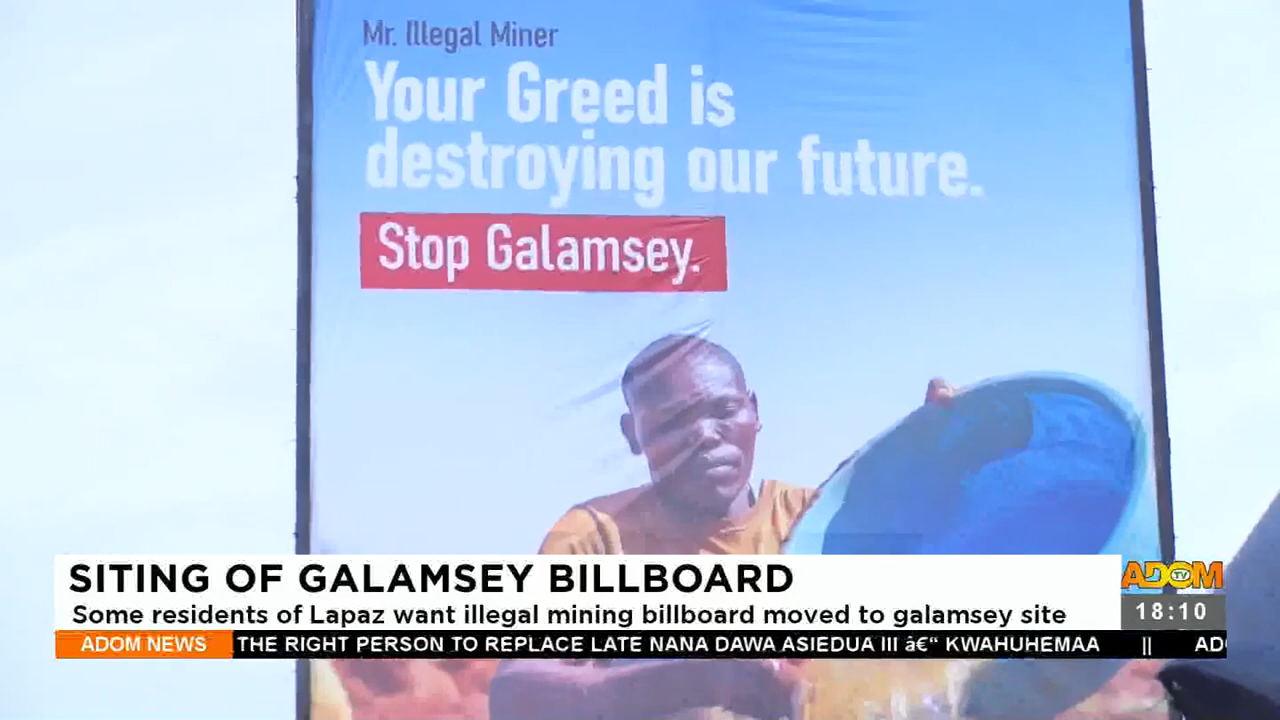 Mr. Illegal Miner
Your Greed is
destroying our future.
Stop Galamsey.
SITING OF GALAMSEY BILLBOARD
Some residents of Lapaz want illegal mining billboard moved to galamsey site
ADOM TV
18:10
ADOM NEWS THE RIGHT PERSON TO REPLACE LATE NANA DAWA ASIEDUA III â€“ KWAHUHEMAA || AD